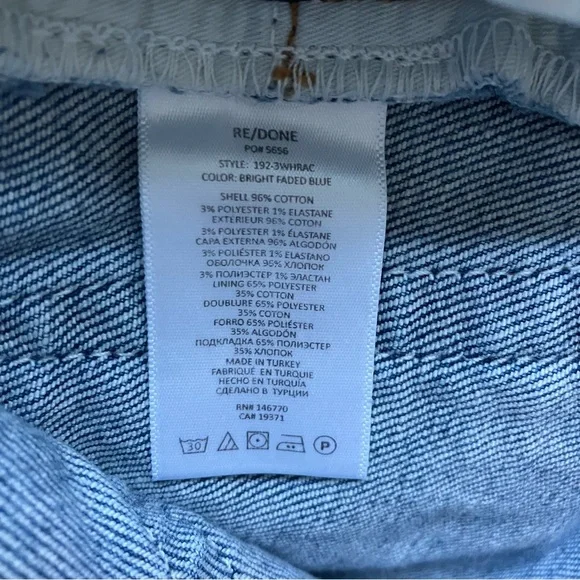 RE/DONE
PO# 5656
STYLE: 192-3WHRAC
COLOR: BRIGHT FADED BLUE
SHELL 96% COTTON
3% POLYESTER 1% ELASTANE
EXTERIEUR 96% COTON
3% POLYESTER 1% ÉLASTANE
CAPA EXTERNA 96% ALGODÓN
3% POLIÉSTER 1% ELASTANO
ОБОЛОЧКА 96% ХЛОПОК
3% ПОЛИЭСТЕР 1% ЭЛАСТАН
LINING 65% POLYESTER
35% COTTON
DOUBLURE 65% POLYESTER
35% COTON
FORRO 65% POLIÉSTER
35% ALGODÓN
ПОДКЛАДКА 65% ПОЛИЭСТЕР
35% ХЛОПОК
MADE IN TURKEY
FABRIQUÉ EN TURQUIE
HECHO EN TURQUÍA
СДЕЛАНО В ТУРЦИИ
RN# 146770
CA# 19371
30 P